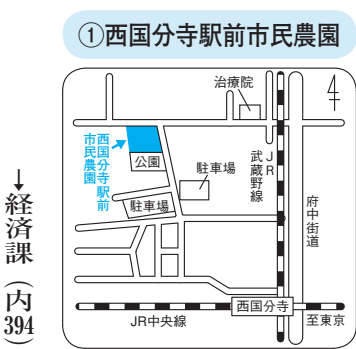 ①西国分寺駅前市民農園
治療院
西国分寺駅前
市民農園
公園
駐車場
駐車場
JR
武蔵野線
府中街道
西国分寺
JR中央線
至東京
↓経済課(内394